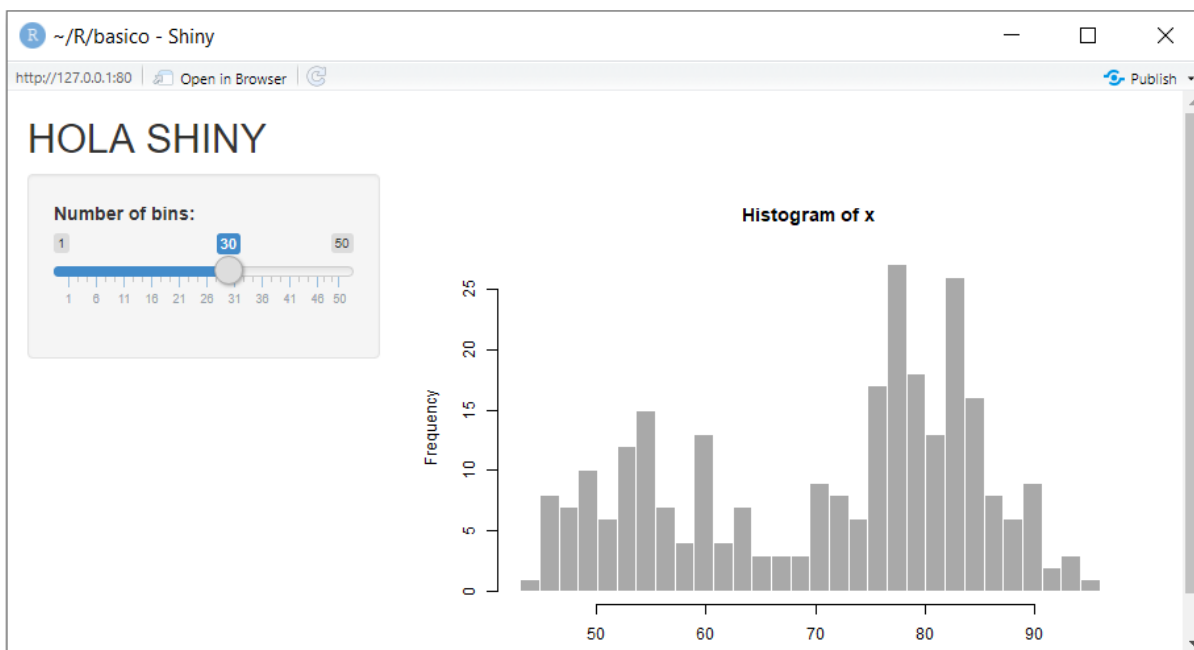 R ~/R/basico - Shiny
http://127.0.0.1:80 Open in Browser Publish
HOLA SHINY
Number of bins:
1 30 50
1 6 11 16 21 26 31 36 41 46 50
Histogram of x
Frequency
25
20
15
10
5
0
50 60 70 80 90